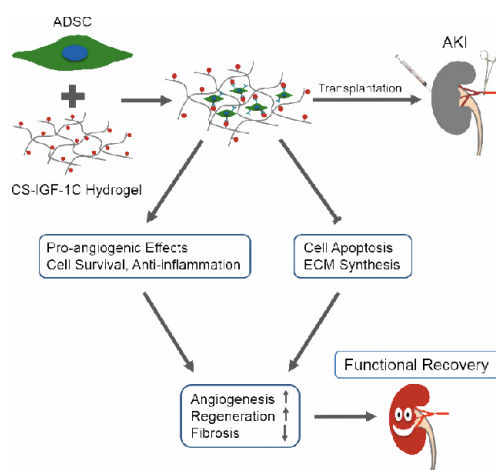 ADSC
AKI
Transplantation
CS-IGF-1C Hydrogel
Pro-angiogenic Effects
Cell Survival, Anti-inflammation
Cell Apoptosis
ECM Synthesis
Functional Recovery
Angiogenesis ↑
Regeneration ↑
Fibrosis ↓